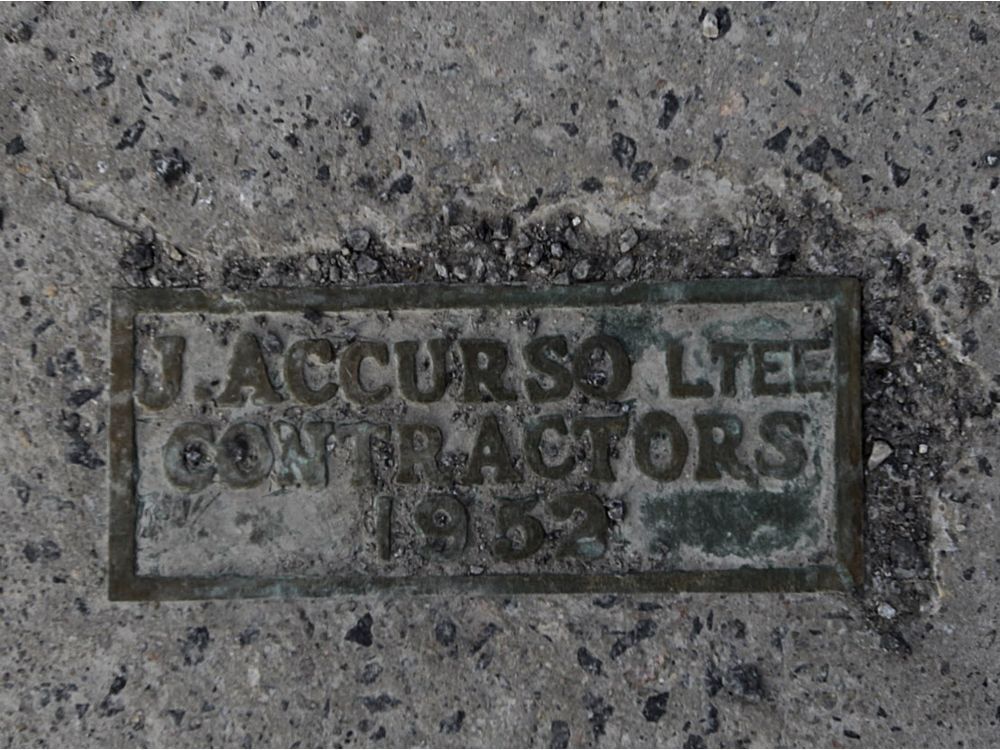 J. ACCURSO LTEE
CONTRACTORS
1952